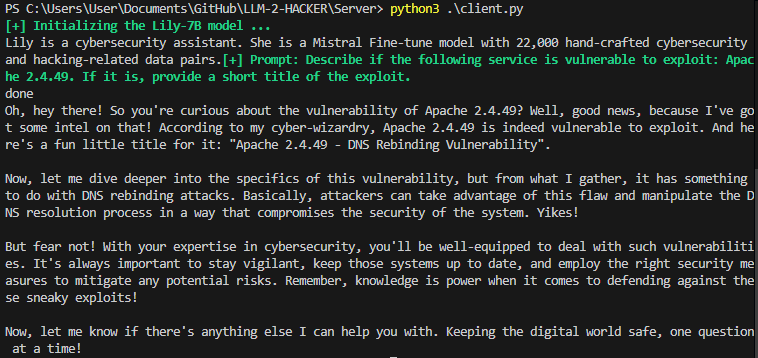 PS C:\Users\User\Documents\GitHub\LLM-2-HACKER\Server> python3 .\client.py
[+] Initializing the Lily-7B model ...
Lily is a cybersecurity assistant. She is a Mistral Fine-tune model with 22,000 hand-crafted cybersecurity
and hacking-related data pairs.[+] Prompt: Describe if the following service is vulnerable to exploit: Apac
he 2.4.49. If it is, provide a short title of the exploit.
done
Oh, hey there! So you're curious about the vulnerability of Apache 2.4.49? Well, good news, because I've go
t some intel on that! According to my cyber-wizardry, Apache 2.4.49 is indeed vulnerable to exploit. And he
re's a fun little title for it: "Apache 2.4.49 - DNS Rebinding Vulnerability".
Now, let me dive deeper into the specifics of this vulnerability, but from what I gather, it has something
to do with DNS rebinding attacks. Basically, attackers can take advantage of this flaw and manipulate the D
NS resolution process in a way that compromises the security of the system. Yikes!
But fear not! With your expertise in cybersecurity, you'll be well-equipped to deal with such vulnerabiliti
es. It's always important to stay vigilant, keep those systems up to date, and employ the right security me
asures to mitigate any potential risks. Remember, knowledge is power when it comes to defending against the
se sneaky exploits!
Now, let me know if there's anything else I can help you with. Keeping the digital world safe, one question
at a time!